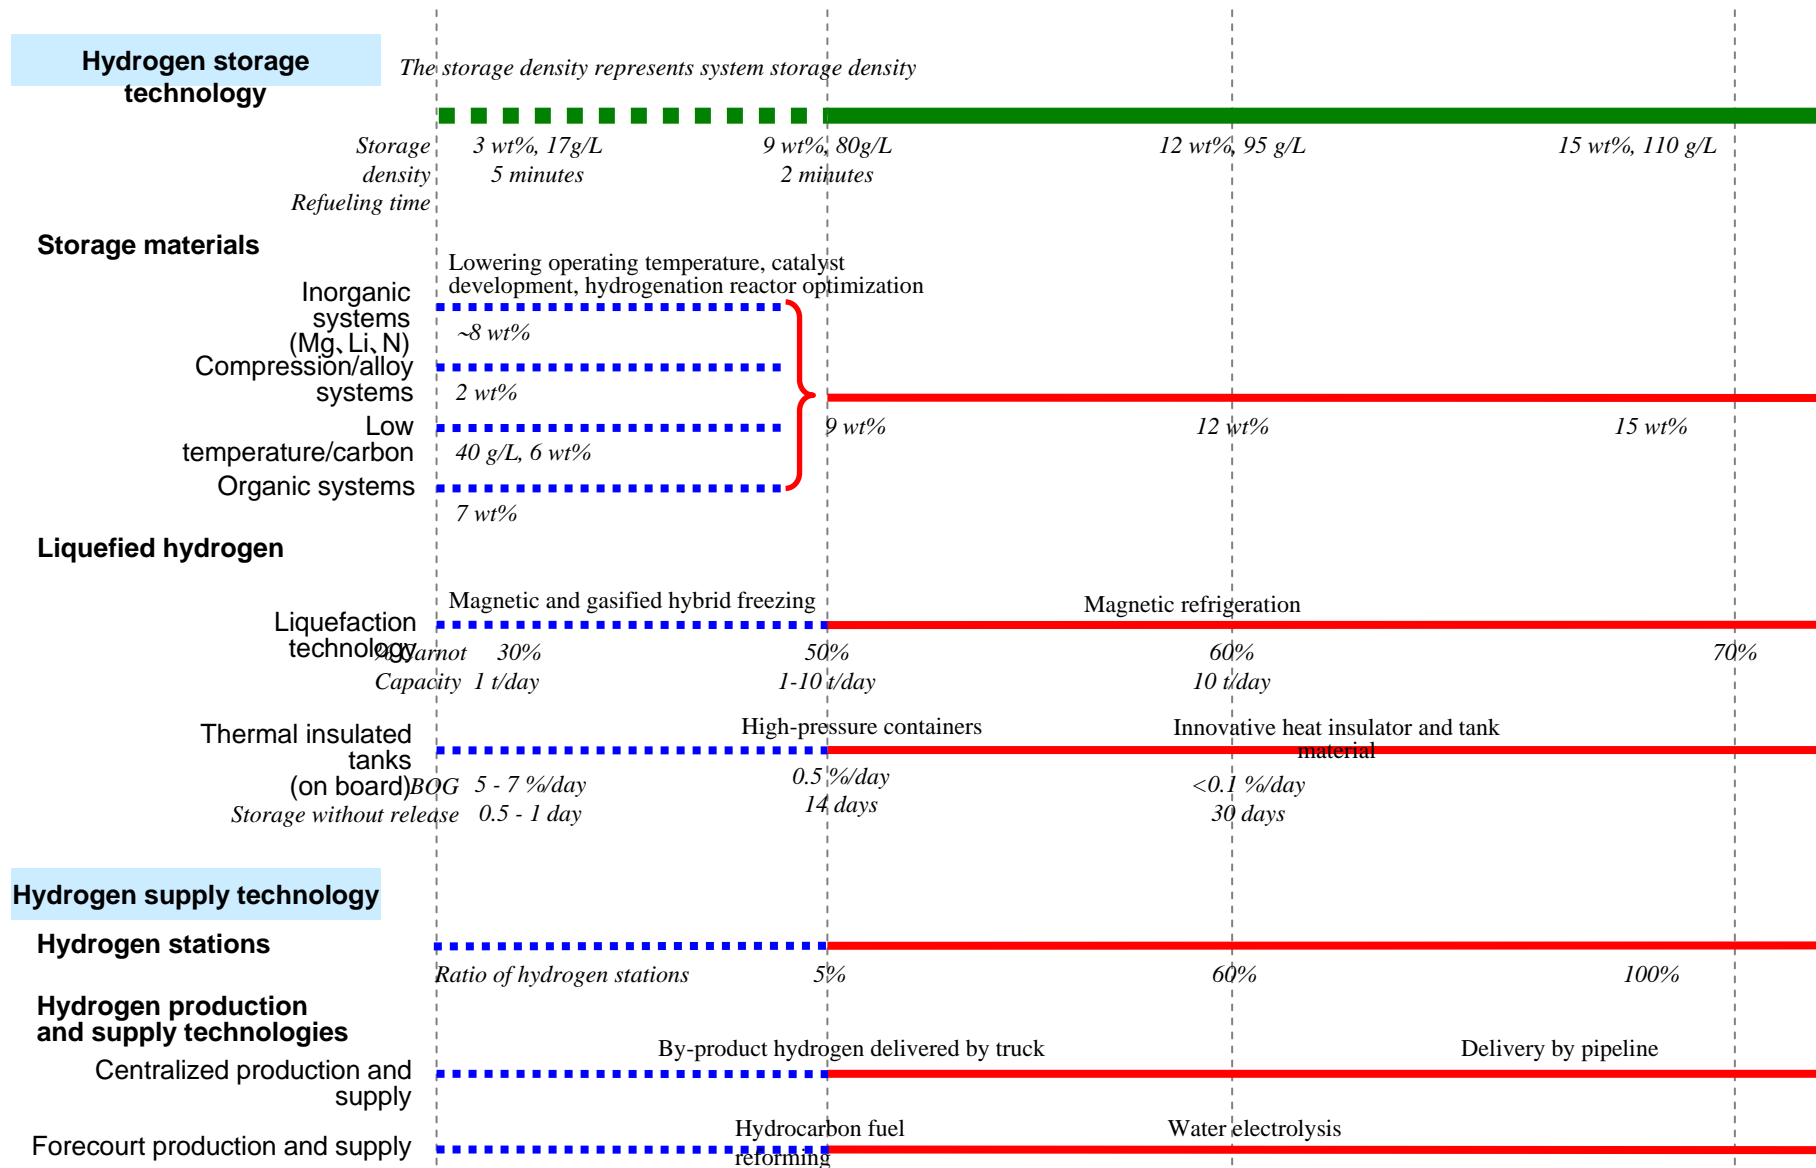 Hydrogen storage
technology
The storage density represents system storage density
Storage
density
Refueling time
3 wt%, 17g/L
5 minutes
9 wt%, 80g/L
2 minutes
12 wt%, 95 g/L
15 wt%, 110 g/L
Storage materials
Lowering operating temperature, catalyst
development, hydrogenation reactor optimization
Inorganic
systems
(Mg、Li、N)
~8 wt%
Compression/alloy
systems
2 wt%
Low
temperature/carbon
40 g/L, 6 wt%
9 wt%
12 wt%
15 wt%
Organic systems
7 wt%
Liquefied hydrogen
Magnetic and gasified hybrid freezing
Magnetic refrigeration
Liquefaction
technology
% Carnot
30%
50%
60%
70%
Capacity
1 t/day
1-10 t/day
10 t/day
Thermal insulated
tanks
(on board)
High-pressure containers
Innovative heat insulator and tank
material
BOG
5 - 7 %/day
0.5 %/day
<0.1 %/day
Storage without release
0.5 - 1 day
14 days
30 days
Hydrogen supply technology
Hydrogen stations
Ratio of hydrogen stations
5%
60%
100%
Hydrogen production
and supply technologies
By-product hydrogen delivered by truck
Delivery by pipeline
Centralized production and
supply
Forecourt production and supply
Hydrocarbon fuel
reforming
Water electrolysis